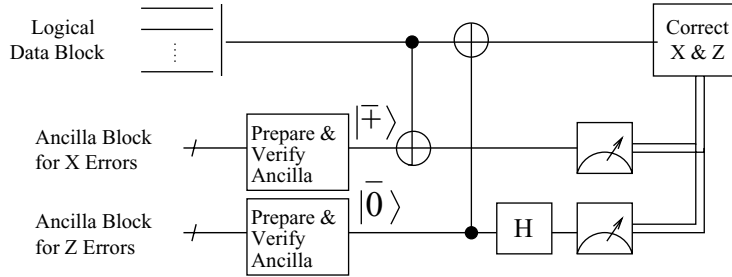 Logical
Data Block
Correct
X & Z
Ancilla Block
for X Errors
Prepare &
Verify
Ancilla
|+̅⟩
Ancilla Block
for Z Errors
Prepare &
Verify
Ancilla
|0̅⟩
H